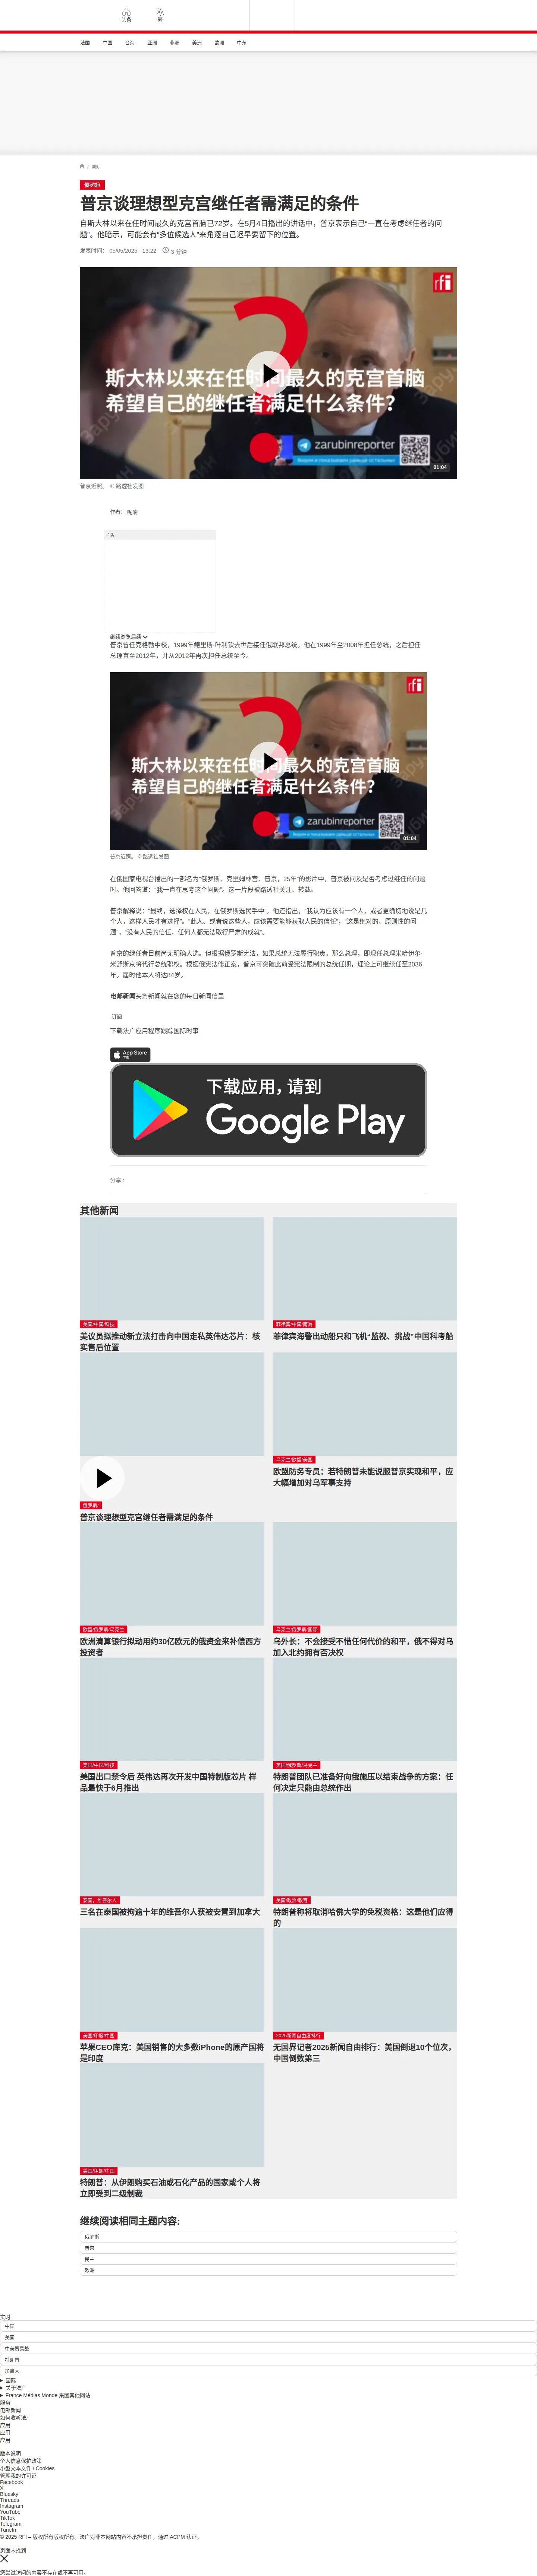 头条
繁
法国 中国 台海 亚洲 非洲 美洲 欧洲 中东
/ 国际
俄罗斯/
普京谈理想型克宫继任者需满足的条件
自斯大林以来在任时间最久的克宫首脑已72岁。在5月4日播出的讲话中，普京表示自己“一直在考虑继任者的问
题”。他暗示，可能会有“多位候选人”来角逐自己迟早要留下的位置。
发表时间： 05/05/2025 - 13:22 3 分钟
rfi
斯大林以来在任时间最久的克宫首脑
希望自己的继任者满足什么条件？
zarubinreporter
01:04
普京近照。 © 路透社发图
广告
继续浏览后续
普京曾任克格勃中校，1999年鲍里斯·叶利钦去世后接任俄联邦总统。他在1999年至2008年担任总统，之后担任
总理直至2012年，并从2012年再次担任总统至今。
rfi
斯大林以来在任时间最久的克宫首脑
希望自己的继任者满足什么条件？
zarubinreporter
01:04
普京近照。 © 路透社发图
在俄国家电视台播出的一部名为“俄罗斯、克里姆林宫、普京，25年”的影片中，普京被问及是否考虑过继任的问题
时。他回答道：“我一直在思考这个问题”。这一片段被路透社关注、转载。
普京解释说：“最终，选择权在人民，在俄罗斯选民手中”。他还指出，“我认为应该有一个人，或者更确切地说是几
个人，这样人民才有选择”。“此人、或者说这些人，应该需要能够获取人民的信任”，“这是绝对的、原则性的问
题”，“没有人民的信任，任何人都无法取得严肃的成就”。
普京的继任者目前尚无明确人选。但根据俄罗斯宪法，如果总统无法履行职责，那么总理，即现任总理米哈伊尔·
米舒斯京将代行总统职权。根据俄宪法修正案，普京可突破此前受宪法限制的总统任期，理论上可继续任至2036
年。届时他本人将达84岁。
电邮新闻头条新闻就在您的每日新闻信里
订阅
下载法广应用程序跟踪国际时事
App Store
下载
下载应用，请到
Google Play
分享 :
其他新闻
美国/中国/科技
美议员拟推动新立法打击向中国走私英伟达芯片：核
实售后位置
菲律宾/中国/南海
菲律宾海警出动船只和飞机“监视、挑战”中国科考船
俄罗斯/
普京谈理想型克宫继任者需满足的条件
乌克兰/欧盟/美国
欧盟防务专员：若特朗普未能说服普京实现和平，应
大幅增加对乌军事支持
欧盟/俄罗斯/乌克兰
欧洲清算银行拟动用约30亿欧元的俄资金来补偿西方
投资者
乌克兰/俄罗斯/国际
乌外长：不会接受不惜任何代价的和平，俄不得对乌
加入北约拥有否决权
美国/中国/科技
美国出口禁令后 英伟达再次开发中国特制版芯片 样
品最快于6月推出
美国/俄罗斯/乌克兰
特朗普团队已准备好向俄施压以结束战争的方案：任
何决定只能由总统作出
泰国、维吾尔人
三名在泰国被拘逾十年的维吾尔人获被安置到加拿大
美国/政治/教育
特朗普称将取消哈佛大学的免税资格：这是他们应得
的
美国/印度/中国
苹果CEO库克：美国销售的大多数iPhone的原产国将
是印度
2025新闻自由度排行
无国界记者2025新闻自由排行：美国倒退10个位次，
中国倒数第三
美国/伊朗/中国
特朗普：从伊朗购买石油或石化产品的国家或个人将
立即受到二级制裁
继续阅读相同主题内容:
俄罗斯
普京
民主
欧洲
实时
中国
美国
中美贸易战
特朗普
加拿大
国际
关于法广
France Médias Monde 集团其他网站
服务
电邮新闻
如何收听法广
应用
应用
应用
版本说明
个人信息保护政策
小型文本文件 / Cookies
管理我的许可证
Facebook
X
Bluesky
Threads
Instagram
YouTube
TikTok
Telegram
TuneIn
© 2025 RFI – 版权所有版权所有。法广对非本网站内容不承担责任。通过 ACPM 认证。
页面未找到
您尝试访问的内容不存在或不再可用。